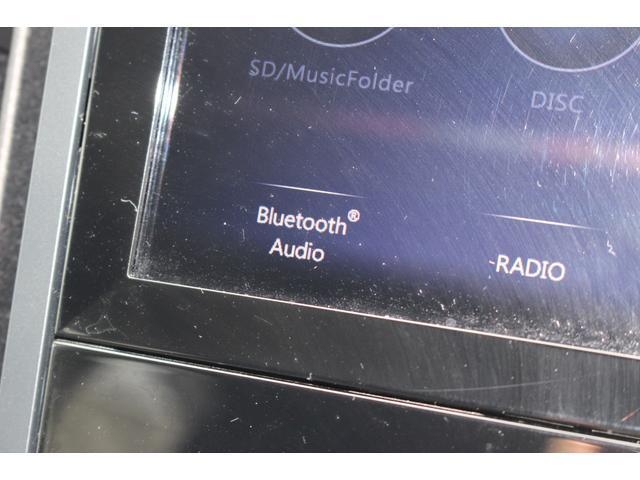 SD/MusicFolder
DISC
Bluetooth®
Audio
-RADIO